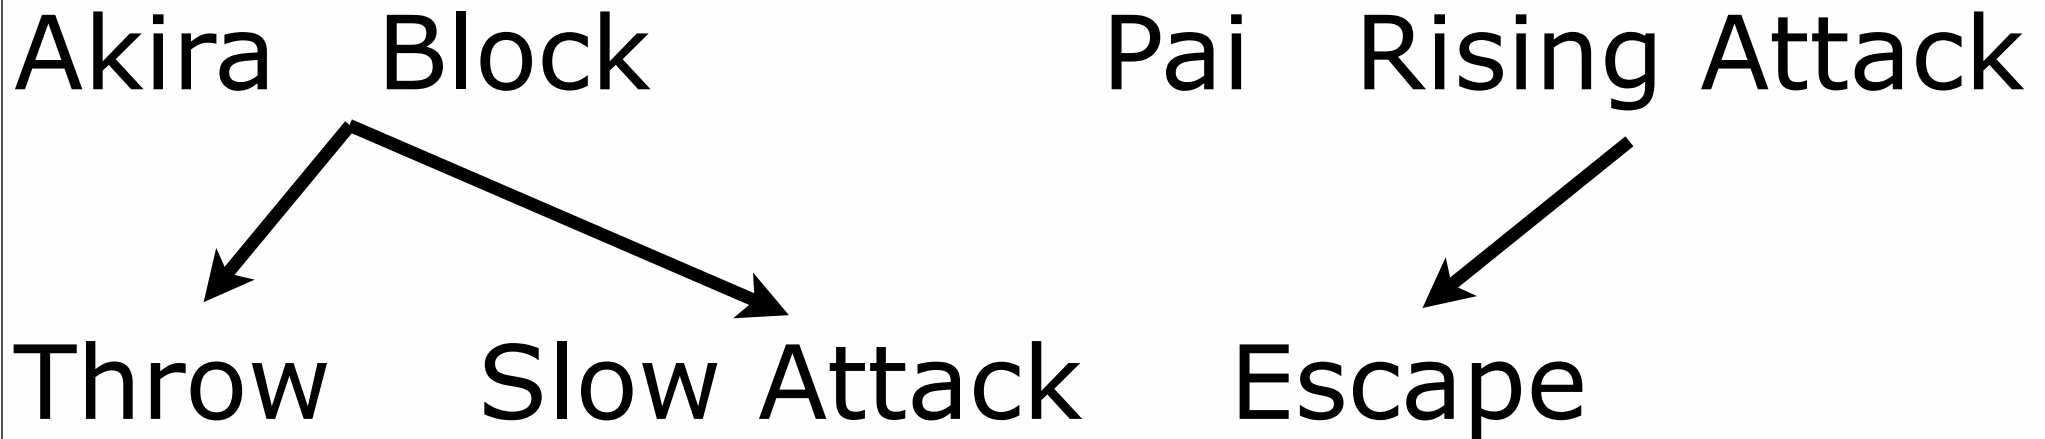 Akira Block Pai Rising Attack
Throw Slow Attack Escape